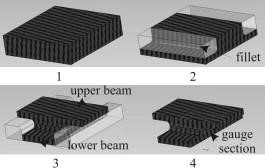 fillet
1
2
upper beam
lower beam
gauge
section
3
4